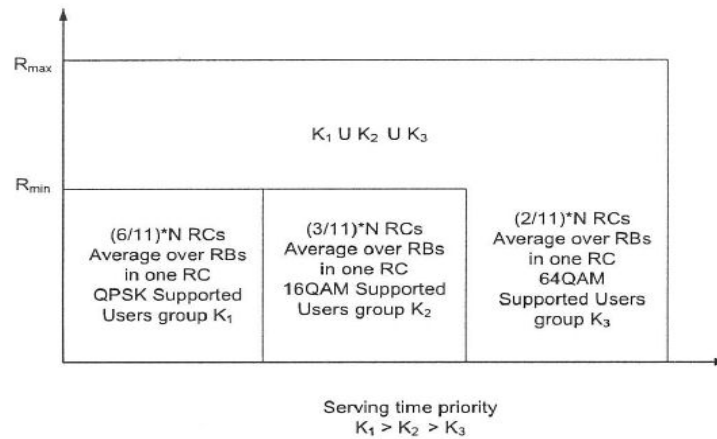 R_max
K₁ U K₂ U K₃
R_min
(6/11)*N RCs
Average over RBs
in one RC
QPSK Supported
Users group K₁
(3/11)*N RCs
Average over RBs
in one RC
16QAM Supported
Users group K₂
(2/11)*N RCs
Average over RBs
in one RC
64QAM
Supported Users
group K₃
Serving time priority
K₁ > K₂ > K₃